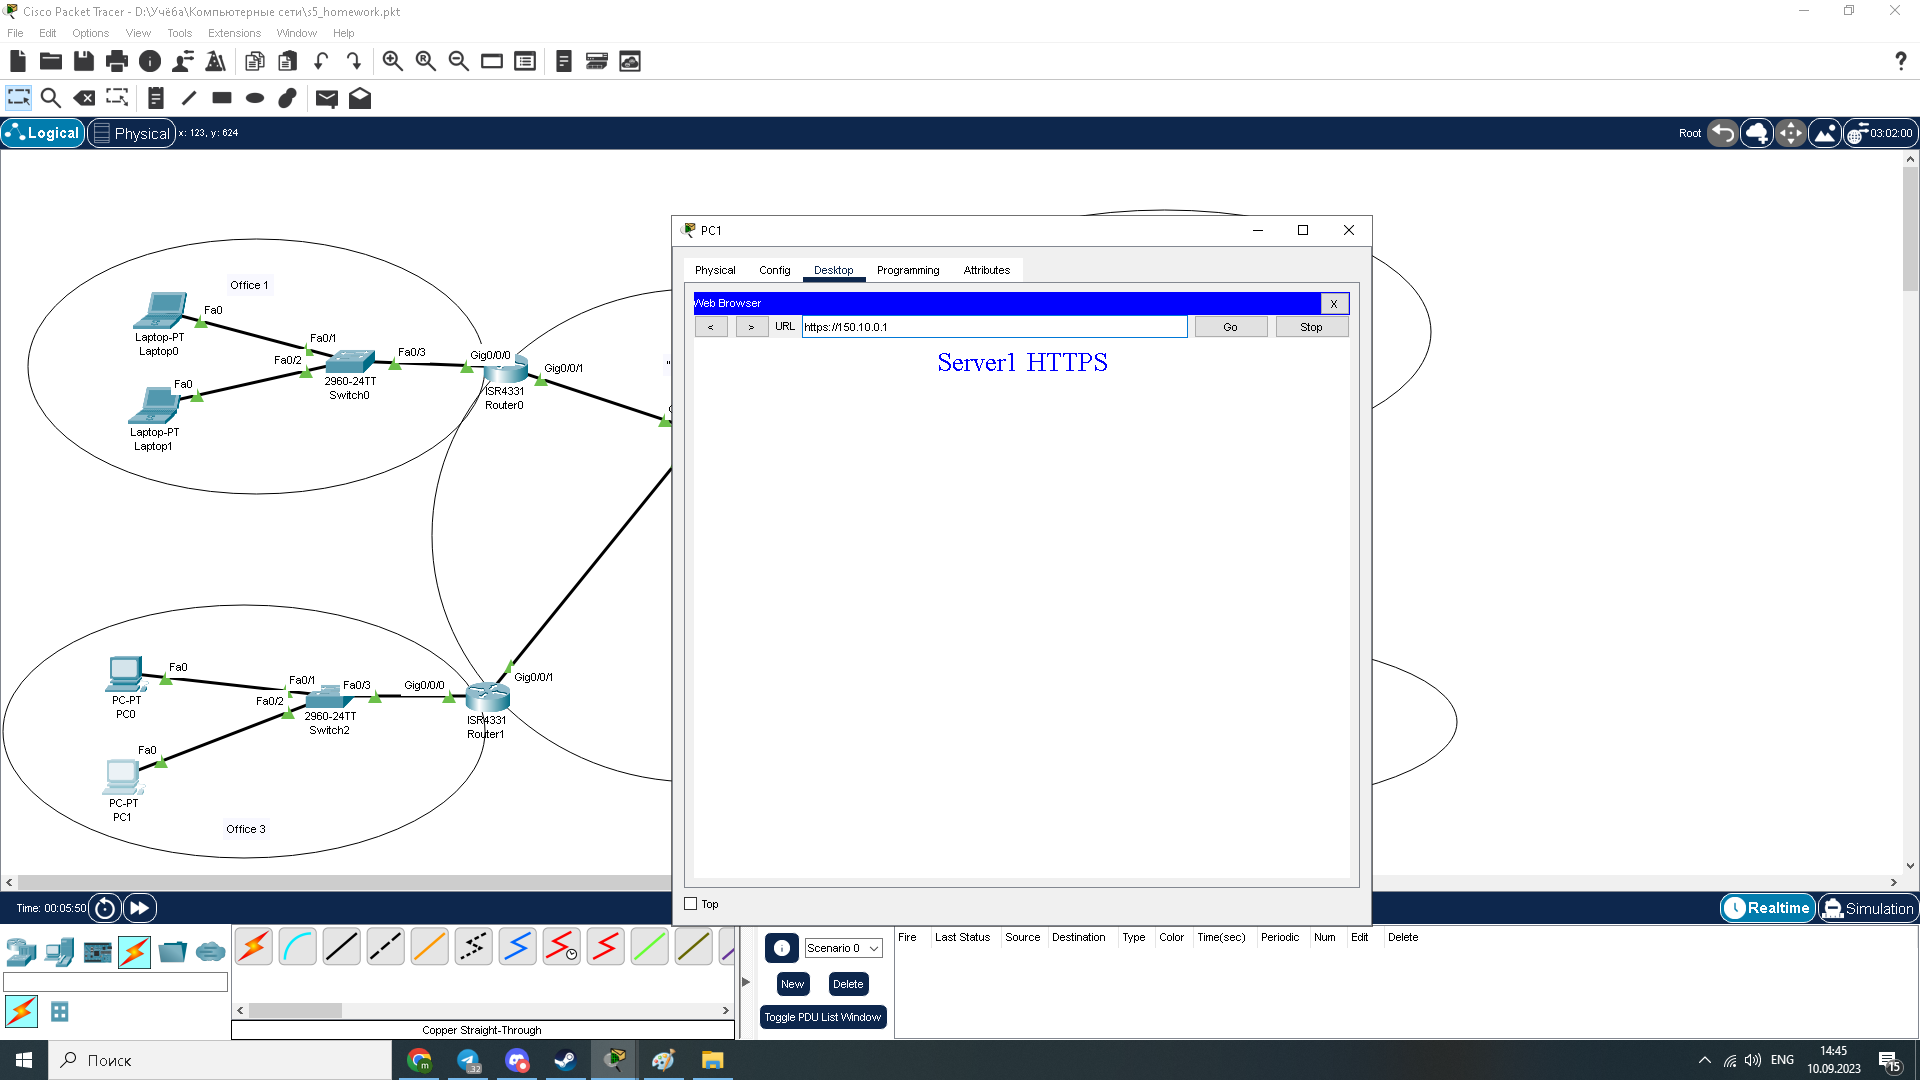 Cisco Packet Tracer - D:\Учёба\Компьютерные сети\s5_homework.pkt
File Edit Options View Tools Extensions Window Help
Logical Physical x: 123, y: 624 Root 03:02:00
PC1
Physical Config Desktop Programming Attributes
Web Browser X
< > URL https://150.10.0.1 Go Stop
Server1 HTTPS
Top
Office 1
Fa0
Laptop-PT
Laptop0
Fa0/1
Fa0/2
Fa0/3
2960-24TT
Switch0
Fa0
Laptop-PT
Laptop1
Gig0/0/0
Gig0/0/1
ISR4331
Router0
Fa0
PC-PT
PC0
Fa0/1
Fa0/2
Fa0/3
2960-24TT
Switch2
Gig0/0/0
Gig0/0/1
ISR4331
Router1
Fa0
PC-PT
PC1
Office 3
Time: 00:05:50 Realtime Simulation
Scenario 0
New Delete
Toggle PDU List Window
Fire Last Status Source Destination Type Color Time(sec) Periodic Num Edit Delete
Copper Straight-Through
Поиск
32
ENG
14:45
10.09.2023
15